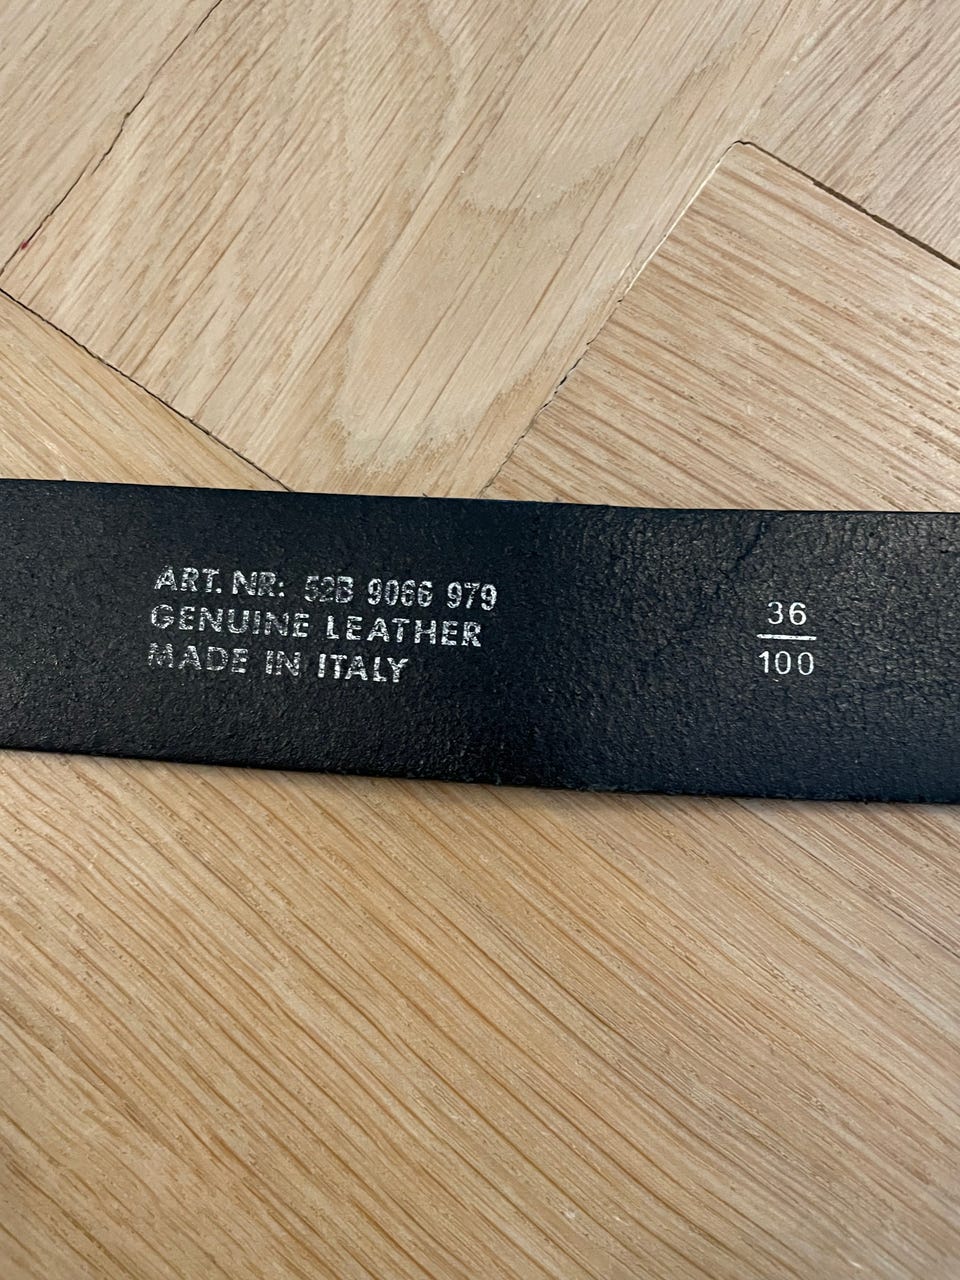 ART. NR: 52B 9066 979
GENUINE LEATHER
MADE IN ITALY
36
100